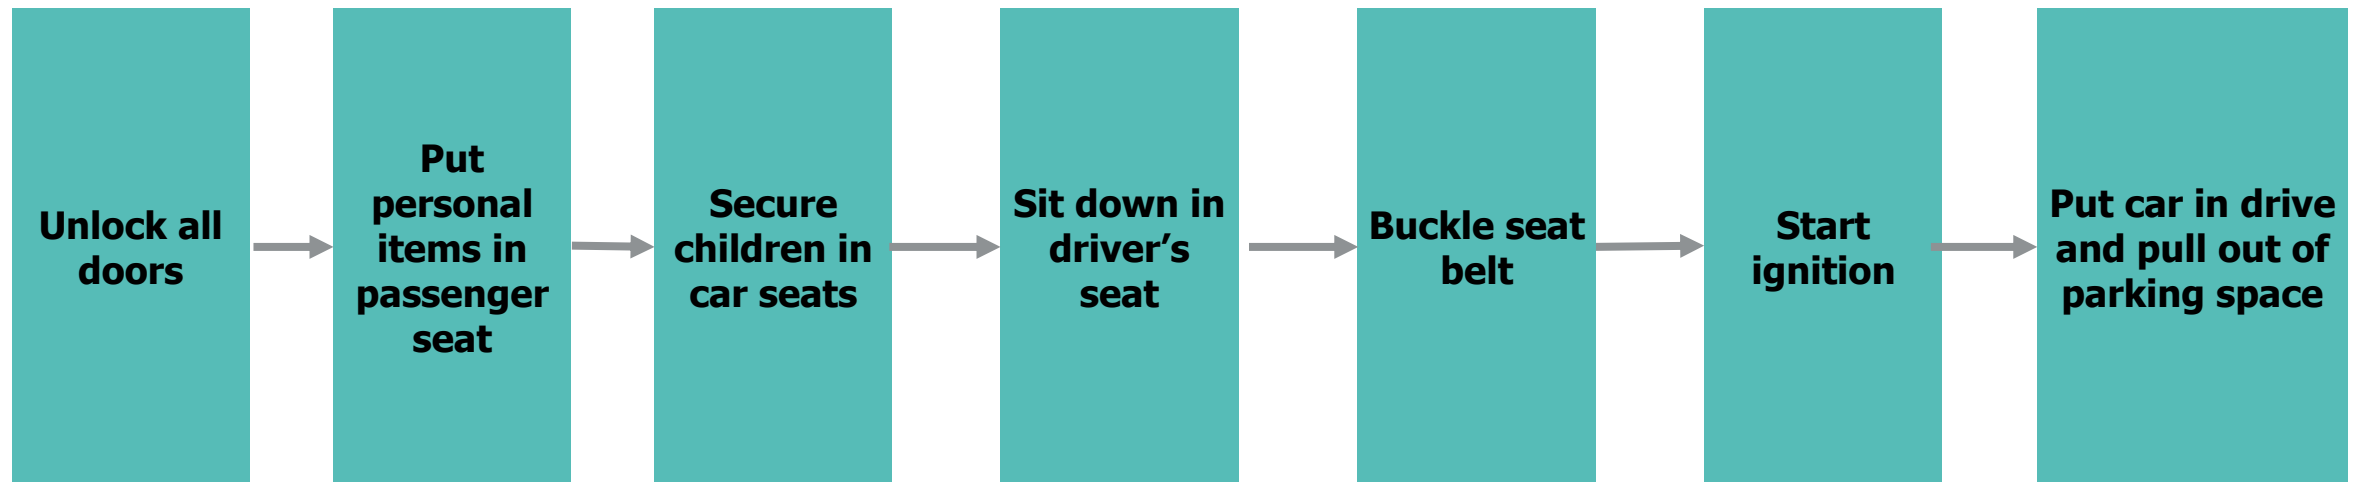 Unlock all
doors
Put
personal
items in
passenger
seat
Secure
children in
car seats
Sit down in
driver’s
seat
Buckle seat
belt
Start
ignition
Put car in drive
and pull out of
parking space